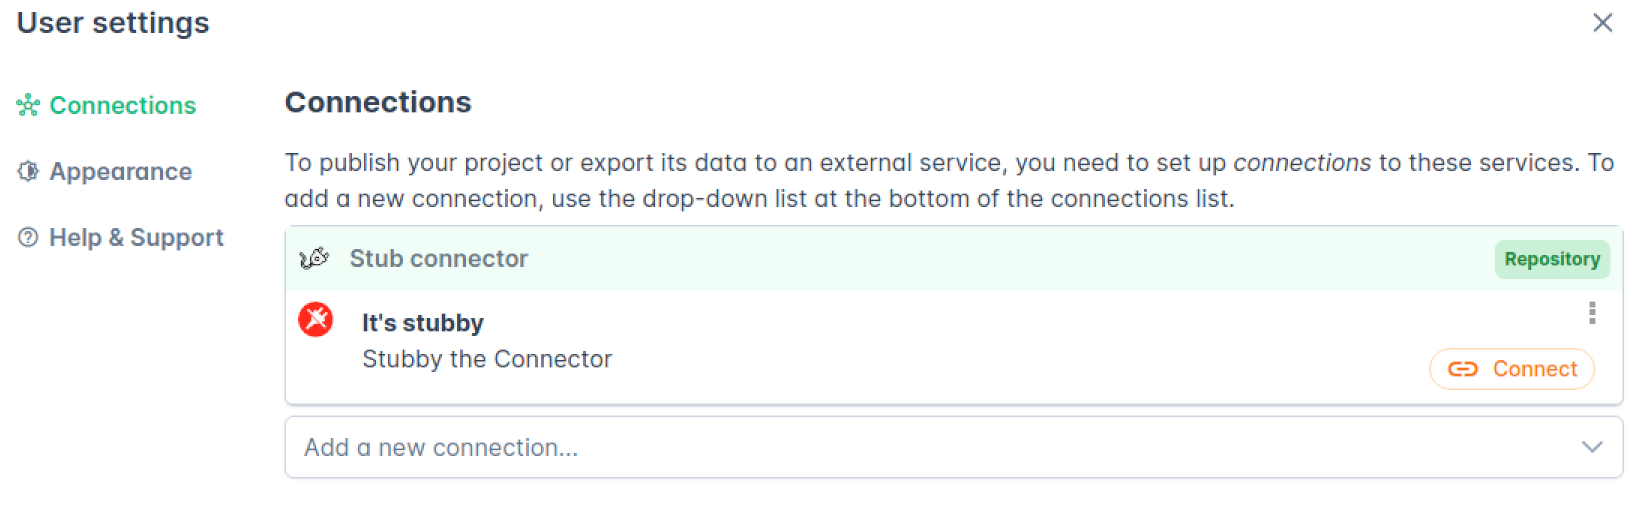 User settings
Connections
Appearance
Help & Support
Connections
To publish your project or export its data to an external service, you need to set up connections to these services. To
add a new connection, use the drop-down list at the bottom of the connections list.
Stub connector
Repository
It's stubby
Stubby the Connector
Connect
Add a new connection...